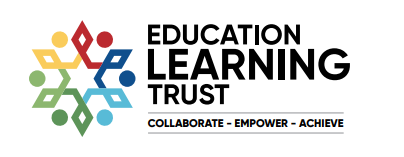 EDUCATION
LEARNING
TRUST
COLLABORATE - EMPOWER - ACHIEVE